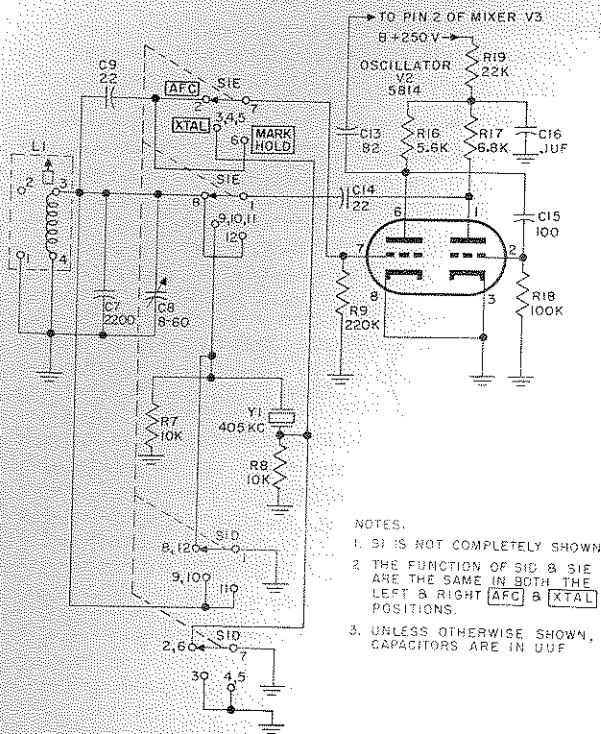 TO PIN 2 OF MIXER V3
B+250 V
R19
22K
OSCILLATOR
V2
5814
C9
22
S1E
AFC
2
7
3,4,5
XTAL
6
MARK
HOLD
C13
82
R16
5.6K
R17
6.8K
C16
.1UF
L1
2
3
1
4
S1E
8
1
9,10,11
12
C14
22
6
1
7
2
8
3
C15
100
C7
2200
C8
8-60
R9
220K
R18
100K
R7
10K
Y1
405 KC
R8
10K
S1D
8,12
1
9,10
11
S1D
2,6
7
3
4,5
NOTES.
1. S1 IS NOT COMPLETELY SHOWN
2 THE FUNCTION OF S1D & S1E
ARE THE SAME IN BOTH THE
LEFT & RIGHT AFC & XTAL
POSITIONS.
3. UNLESS OTHERWISE SHOWN,
CAPACITORS ARE IN UUF